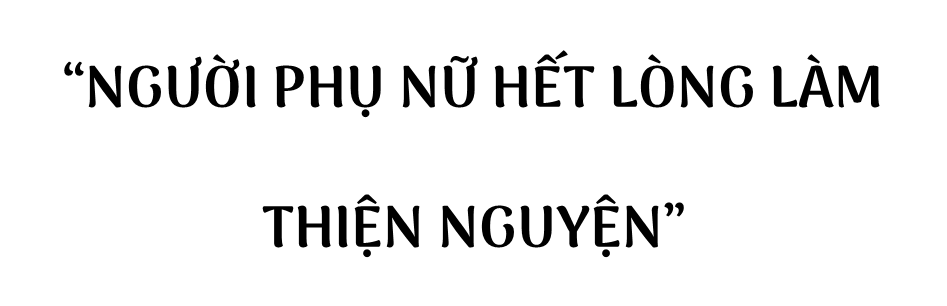 “NGƯỜI PHỤ NỮ HẾT LÒNG LÀM
THIỆN NGUYỆN”